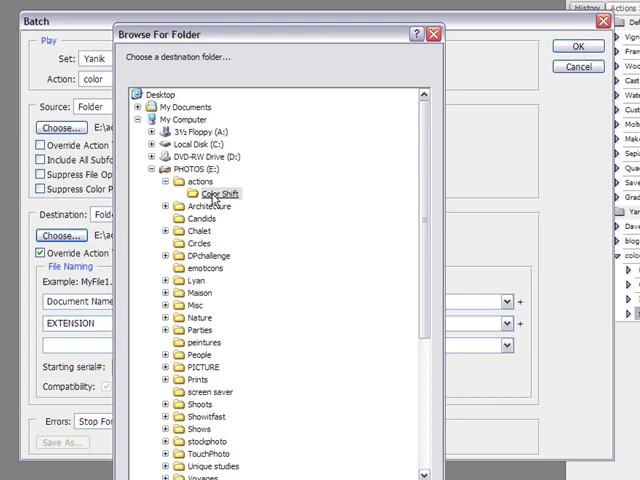 History
Actions
Batch
Browse For Folder
Play
OK
Set: Yanik
Choose a destination folder...
Cancel
Action: color
Desktop
Source: Folder
My Documents
My Computer
Choose...
3½ Floppy (A:)
Override Action
Local Disk (C:)
Include All
DVD-RW Drive (D:)
Suppress File
PHOTOS (E:)
Suppress Color
actions
Color Shift
Architecture
Destination:
Candids
Choose...
Chalet
Override Action
Circles
File Naming
DPchallenge
Example: MyFile1.
emoticons
Lyan
Document Name
Maison
+
Misc
EXTENSION
Nature
+
Parties
peintures
Starting serial#:
People
Compatibility:
PICTURE
Prints
screen saver
Errors: Stop For
Shoots
Showitfast
Save As...
Shows
stockphoto
TouchPhoto
Unique studies
Voyages